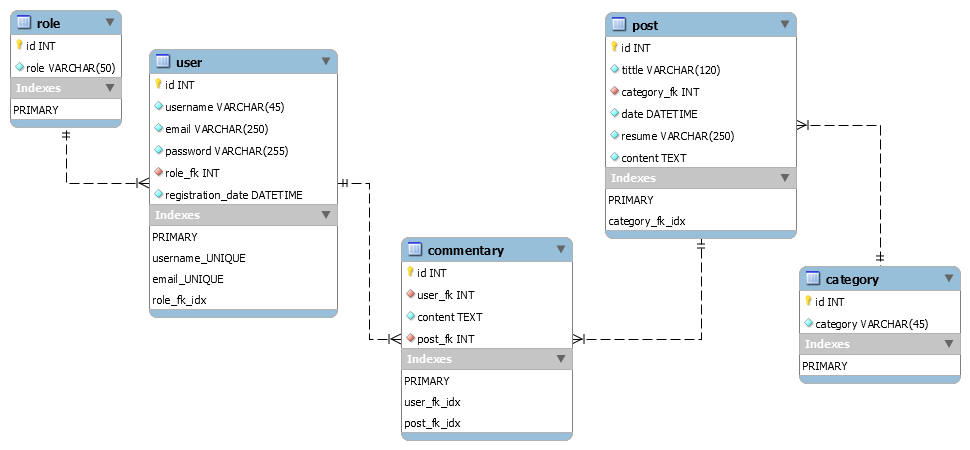 role
id INT
role VARCHAR(50)
Indexes
PRIMARY
user
id INT
username VARCHAR(45)
email VARCHAR(250)
password VARCHAR(255)
role_fk INT
registration_date DATETIME
Indexes
PRIMARY
username_UNIQUE
email_UNIQUE
role_fk_idx
commentary
id INT
user_fk INT
content TEXT
post_fk INT
Indexes
PRIMARY
user_fk_idx
post_fk_idx
post
id INT
tittle VARCHAR(120)
category_fk INT
date DATETIME
resume VARCHAR(250)
content TEXT
Indexes
PRIMARY
category_fk_idx
category
id INT
category VARCHAR(45)
Indexes
PRIMARY